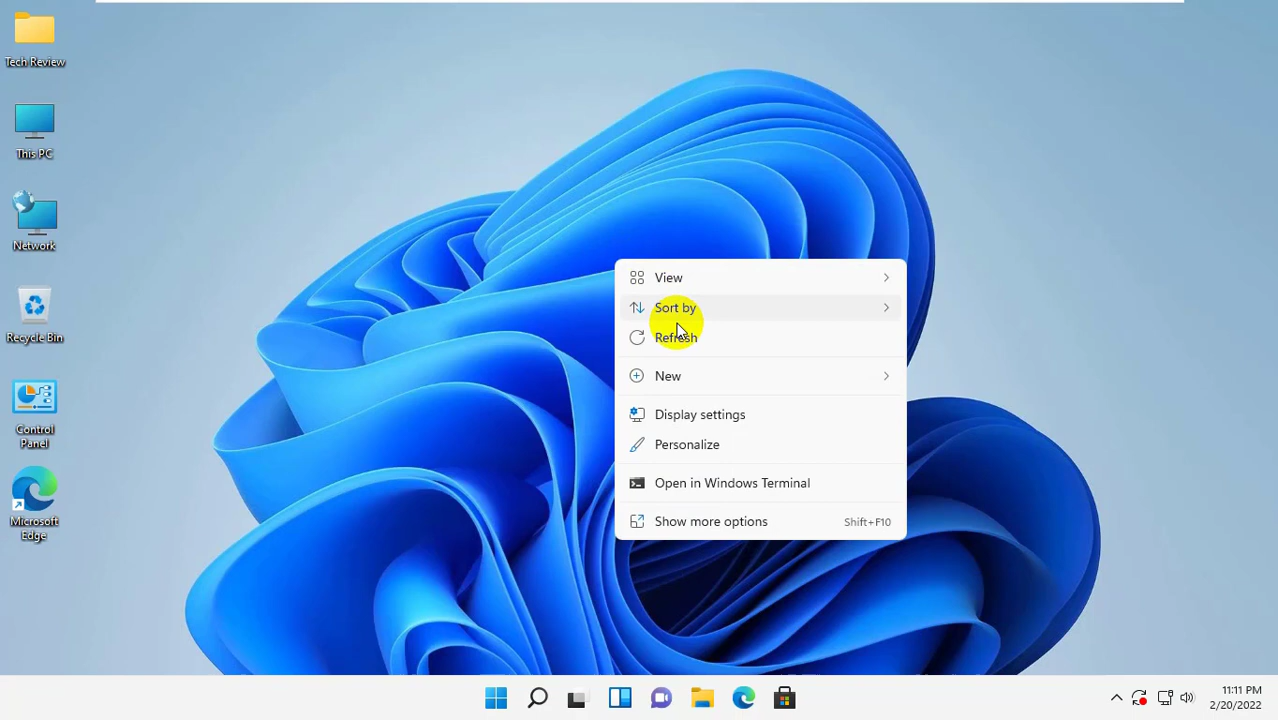 Tech Review
This PC
Network
Recycle Bin
Control
Panel
Microsoft
Edge
View
Sort by
Refresh
New
Display settings
Personalize
Open in Windows Terminal
Show more options Shift+F10
11:11 PM
2/20/2022